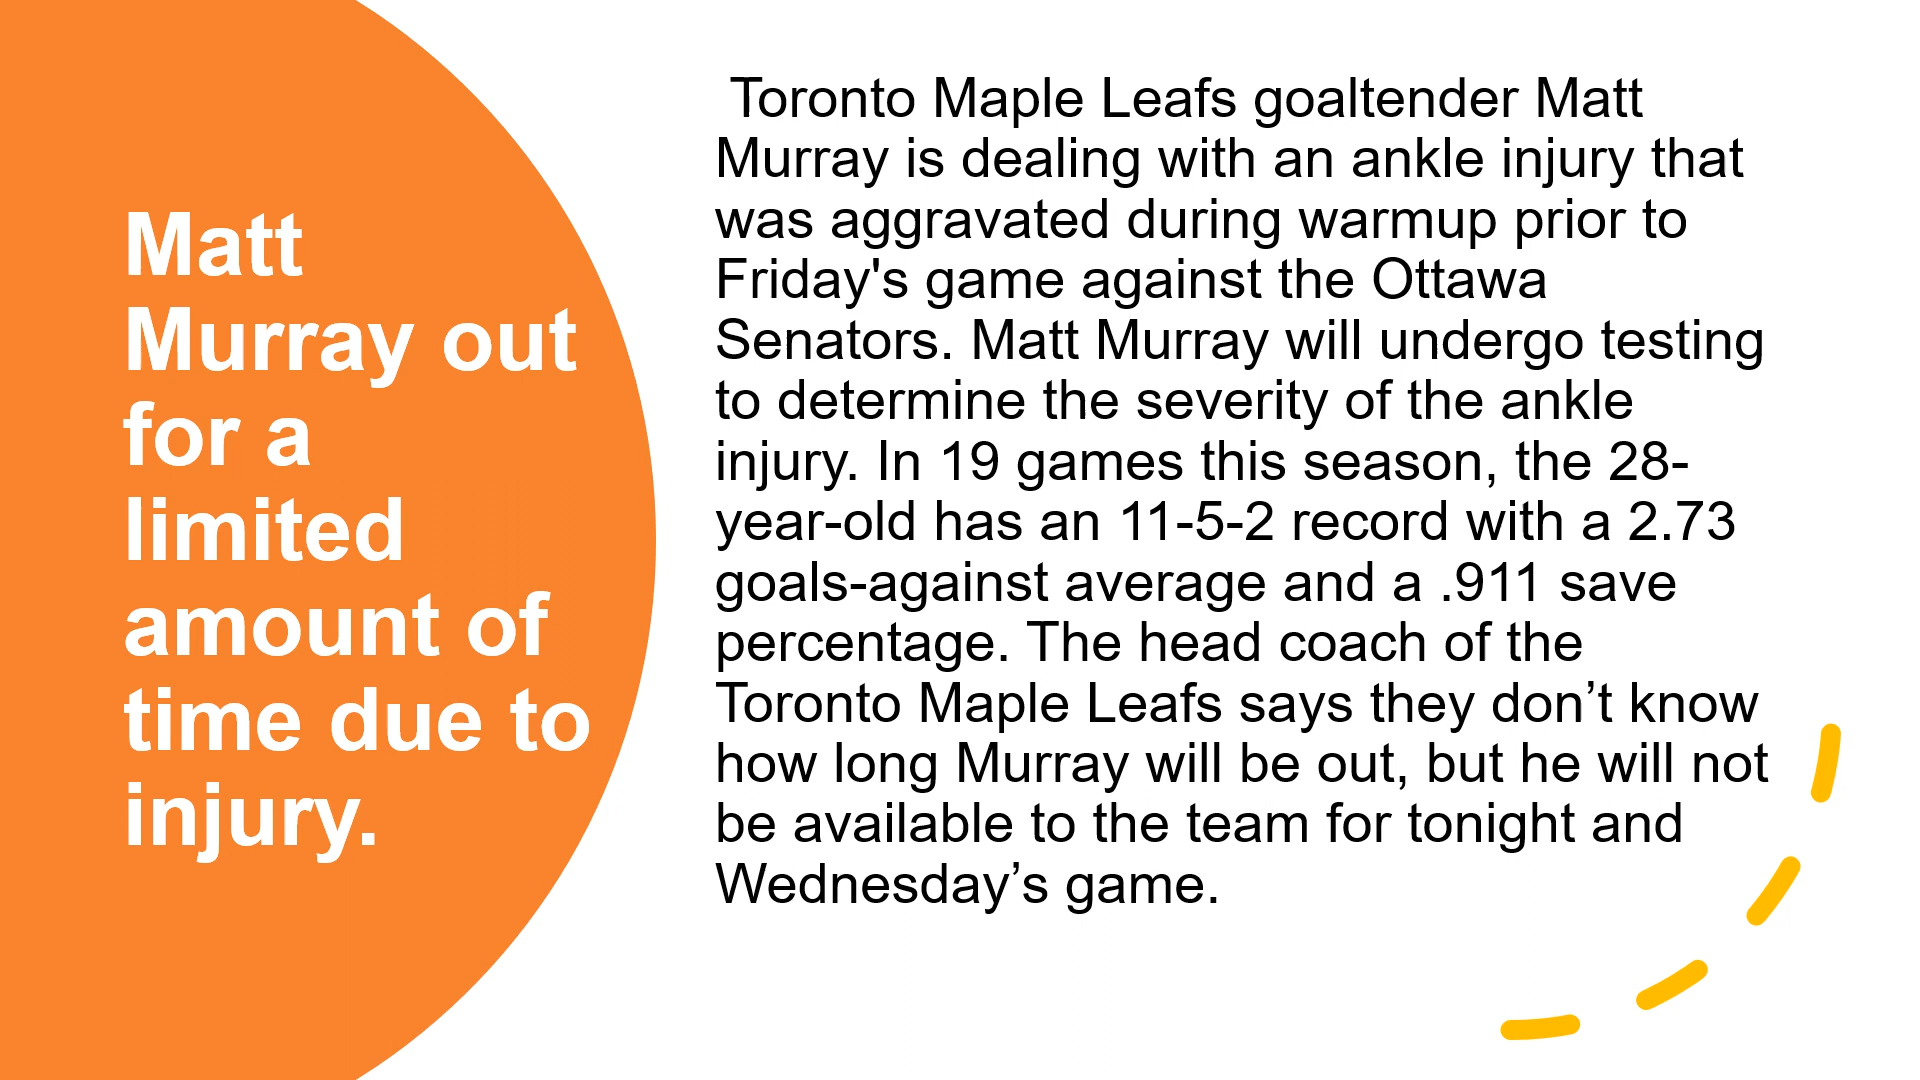 Matt
Murray out
for a
limited
amount of
time due to
injury.
Toronto Maple Leafs goaltender Matt
Murray is dealing with an ankle injury that
was aggravated during warmup prior to
Friday's game against the Ottawa
Senators. Matt Murray will undergo testing
to determine the severity of the ankle
injury. In 19 games this season, the 28-
year-old has an 11-5-2 record with a 2.73
goals-against average and a .911 save
percentage. The head coach of the
Toronto Maple Leafs says they don’t know
how long Murray will be out, but he will not
be available to the team for tonight and
Wednesday’s game.